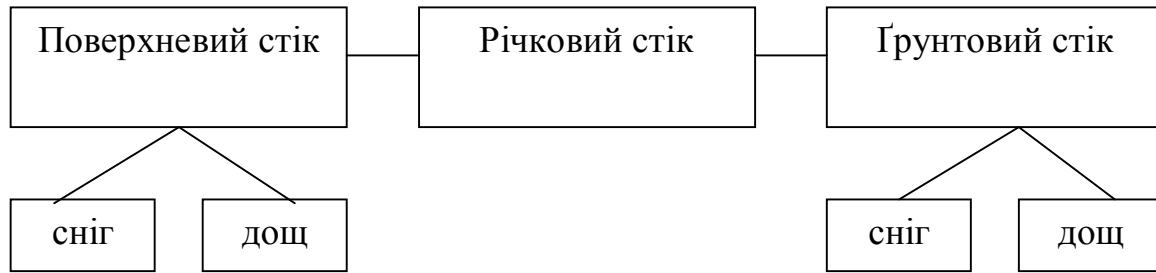 Поверхневий стік
Річковий стік
Ґрунтовий стік
сніг
дощ
сніг
дощ